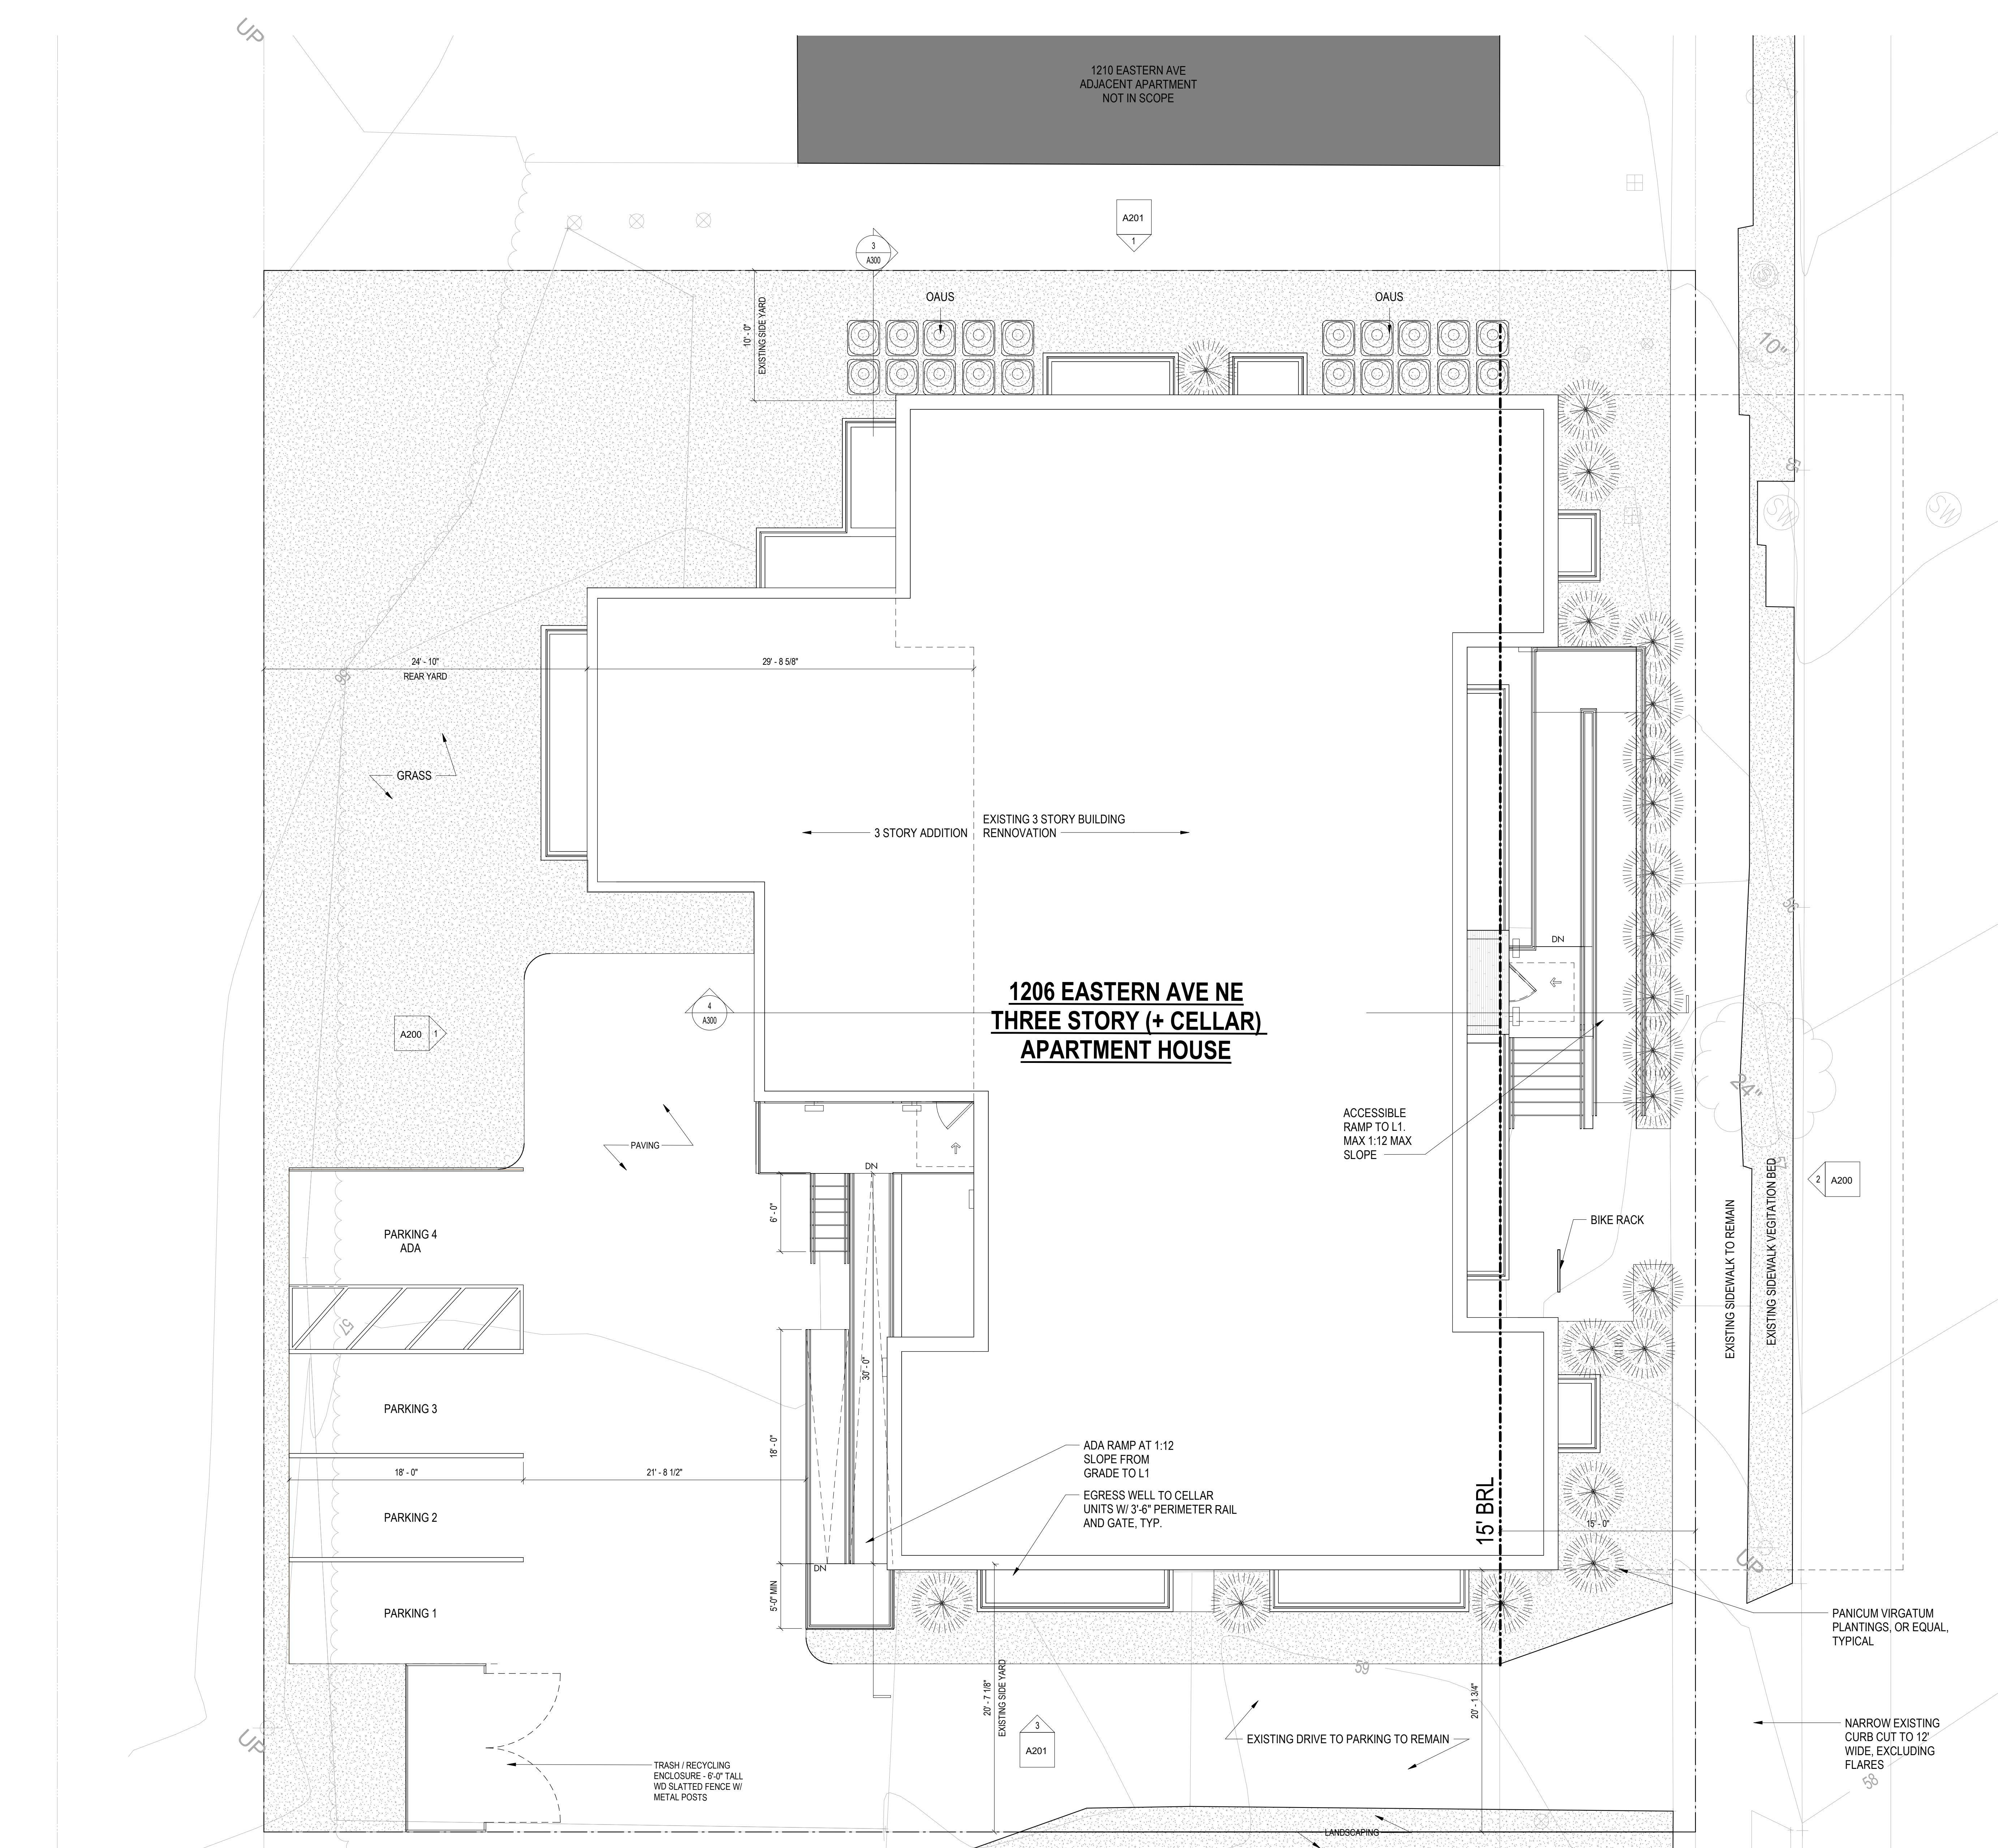 UP
1210 EASTERN AVE
ADJACENT APARTMENT
NOT IN SCOPE
A201
1
3
A300
OAUS
OAUS
10' - 0"
EXISTING SIDE YARD
10"
SW
SW
24' - 10"
REAR YARD
29' - 8 5/8"
58
GRASS
3 STORY ADDITION
EXISTING 3 STORY BUILDING
RENNOVATION
56
DN
1206 EASTERN AVE NE
THREE STORY (+ CELLAR)
APARTMENT HOUSE
4
A300
A200
1
24"
ACCESSIBLE
RAMP TO L1.
MAX 1:12 MAX
SLOPE
PAVING
DN
57
2
A200
6' - 0"
PARKING 4
ADA
BIKE RACK
EXISTING SIDEWALK TO REMAIN
EXISTING SIDEWALK VEGITATION BED
57
30' - 0"
PARKING 3
18' - 0"
18' - 0"
21' - 8 1/2"
ADA RAMP AT 1:12
SLOPE FROM
GRADE TO L1
EGRESS WELL TO CELLAR
UNITS W/ 3'-6" PERIMETER RAIL
AND GATE, TYP.
15' BRL
15' - 0"
PARKING 2
UP
DN
5'-0" MIN
PARKING 1
PANICUM VIRGATUM
PLANTINGS, OR EQUAL,
TYPICAL
59
20' - 7 1/8"
EXISTING SIDE YARD
20' - 1 3/4"
3
A201
UP
EXISTING DRIVE TO PARKING TO REMAIN
NARROW EXISTING
CURB CUT TO 12'
WIDE, EXCLUDING
FLARES
58
TRASH / RECYCLING
ENCLOSURE - 6'-0" TALL
WD SLATTED FENCE W/
METAL POSTS
LANDSCAPING